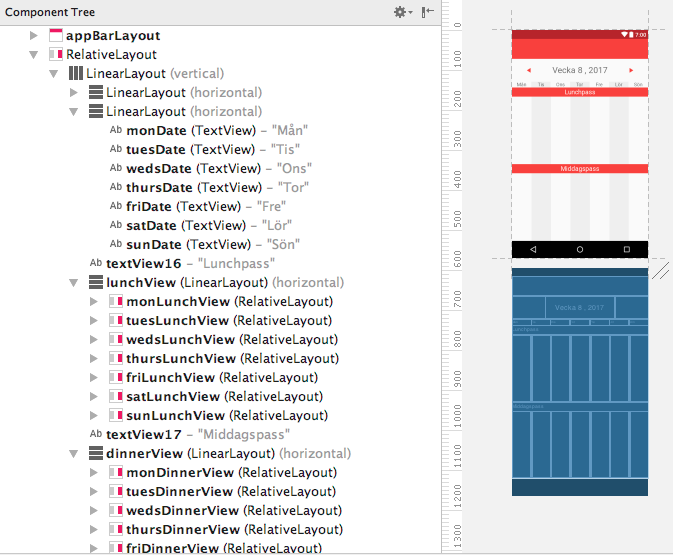 Component Tree
appBarLayout
RelativeLayout
LinearLayout (vertical)
LinearLayout (horizontal)
LinearLayout (horizontal)
Ab monDate (TextView) – "Mån"
Ab tuesDate (TextView) – "Tis"
Ab wedsDate (TextView) – "Ons"
Ab thursDate (TextView) – "Tor"
Ab friDate (TextView) – "Fre"
Ab satDate (TextView) – "Lör"
Ab sunDate (TextView) – "Sön"
Ab textView16 – "Lunchpass"
lunchView (LinearLayout) (horizontal)
monLunchView (RelativeLayout)
tuesLunchView (RelativeLayout)
wedsLunchView (RelativeLayout)
thursLunchView (RelativeLayout)
friLunchView (RelativeLayout)
satLunchView (RelativeLayout)
sunLunchView (RelativeLayout)
Ab textView17 – "Middagspass"
dinnerView (LinearLayout) (horizontal)
monDinnerView (RelativeLayout)
tuesDinnerView (RelativeLayout)
wedsDinnerView (RelativeLayout)
thursDinnerView (RelativeLayout)
friDinnerView (RelativeLayout)
0
100
200
300
400
500
600
700
800
900
1000
1100
1200
1300
7:00
Vecka 8 , 2017
Mån Tis Ons Tor Fre Lör Sön
Lunchpass
Middagspass
Vecka 8 , 2017
Lunchpass
Middagspass